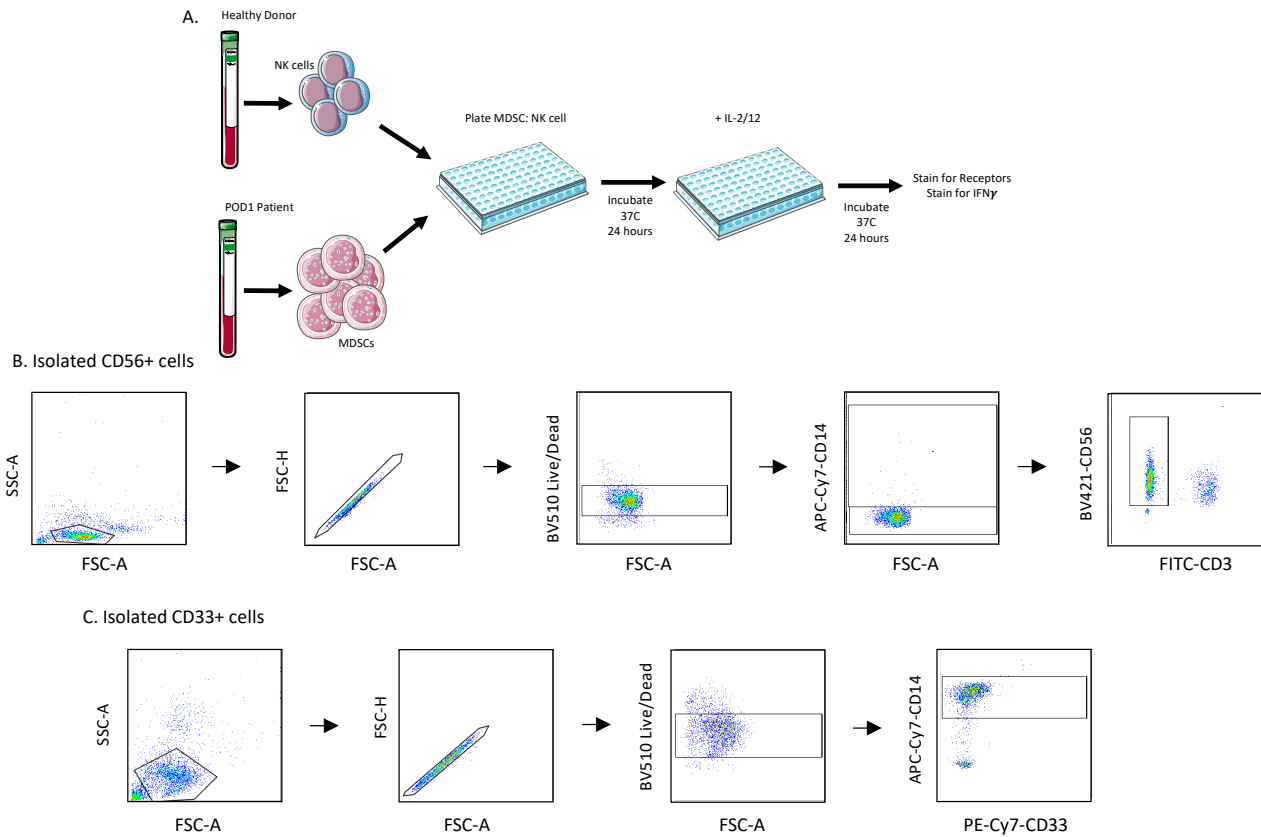 A.
Healthy Donor
NK cells
POD1 Patient
MDSCs
Plate MDSC: NK cell
Incubate
37C
24 hours
+ IL-2/12
Incubate
37C
24 hours
Stain for Receptors
Stain for IFNγ
B. Isolated CD56+ cells
SSC-A
FSC-A
FSC-H
FSC-A
BV510 Live/Dead
FSC-A
APC-Cy7-CD14
FSC-A
BV421-CD56
FITC-CD3
C. Isolated CD33+ cells
SSC-A
FSC-A
FSC-H
FSC-A
BV510 Live/Dead
FSC-A
APC-Cy7-CD14
PE-Cy7-CD33